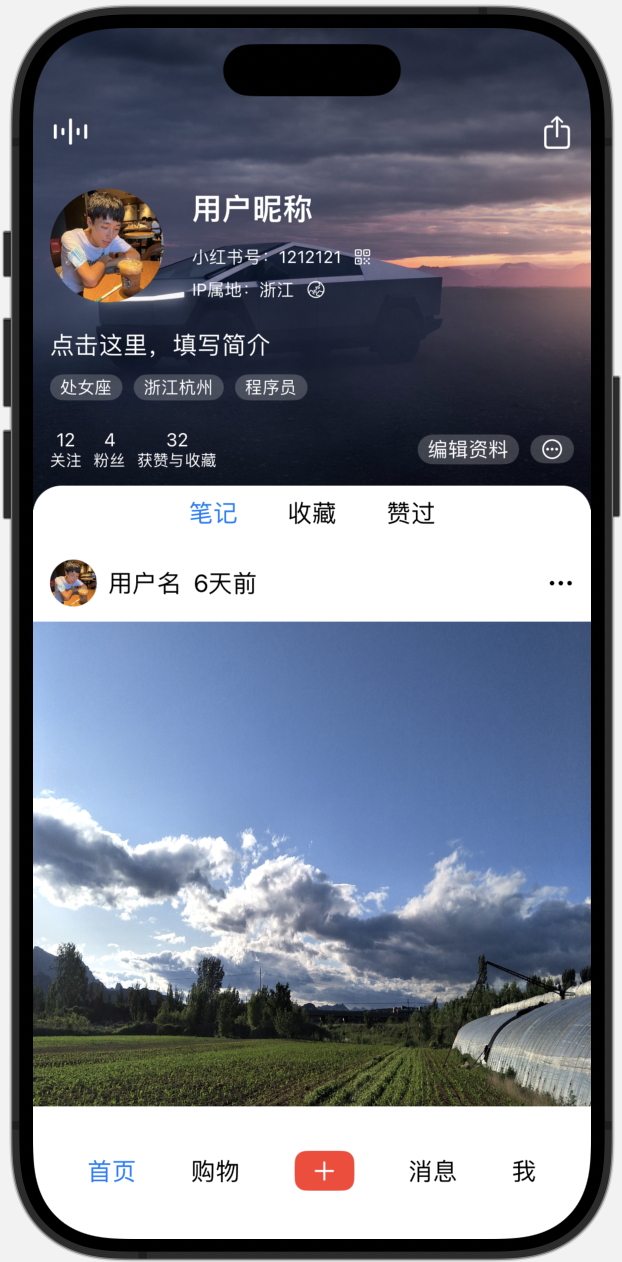 用户昵称
小红书号：1212121
IP属地：浙江
点击这里，填写简介
处女座 浙江杭州 程序员
12 4 32
关注 粉丝 获赞与收藏
编辑资料
笔记 收藏 赞过
用户名 6天前
首页 购物 消息 我